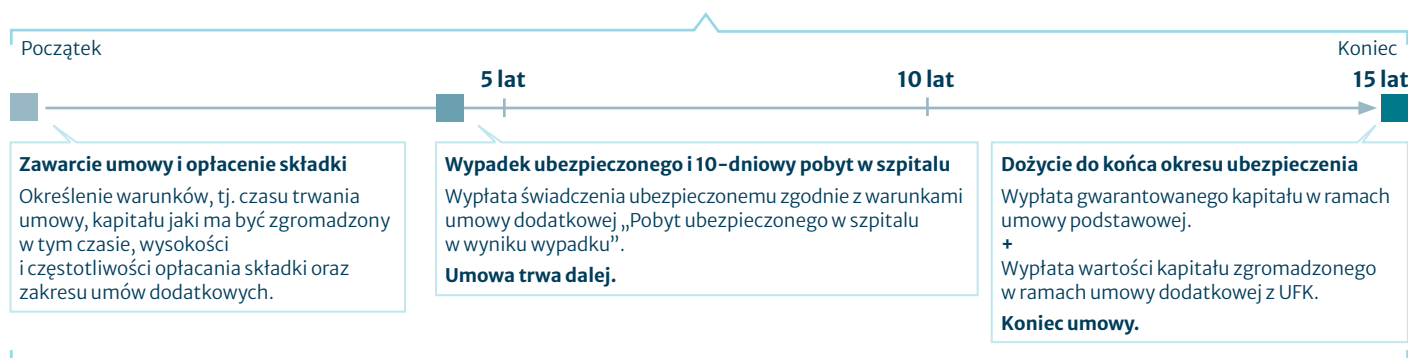 Początek
Koniec
5 lat
10 lat
15 lat
Zawarcie umowy i opłacenie składki
Określenie warunków, tj. czasu trwania
umowy, kapitału jaki ma być zgromadzony
w tym czasie, wysokości
i częstotliwości opłacania składki oraz
zakresu umów dodatkowych.
Wypadek ubezpieczonego i 10-dniowy pobyt w szpitalu
Wypłata świadczenia ubezpieczonemu zgodnie z warunkami
umowy dodatkowej „Pobyt ubezpieczonego w szpitalu
w wyniku wypadku”.
Umowa trwa dalej.
Dożycie do końca okresu ubezpieczenia
Wypłata gwarantowanego kapitału w ramach
umowy podstawowej.
+
Wypłata wartości kapitału zgromadzonego
w ramach umowy dodatkowej z UFK.
Koniec umowy.